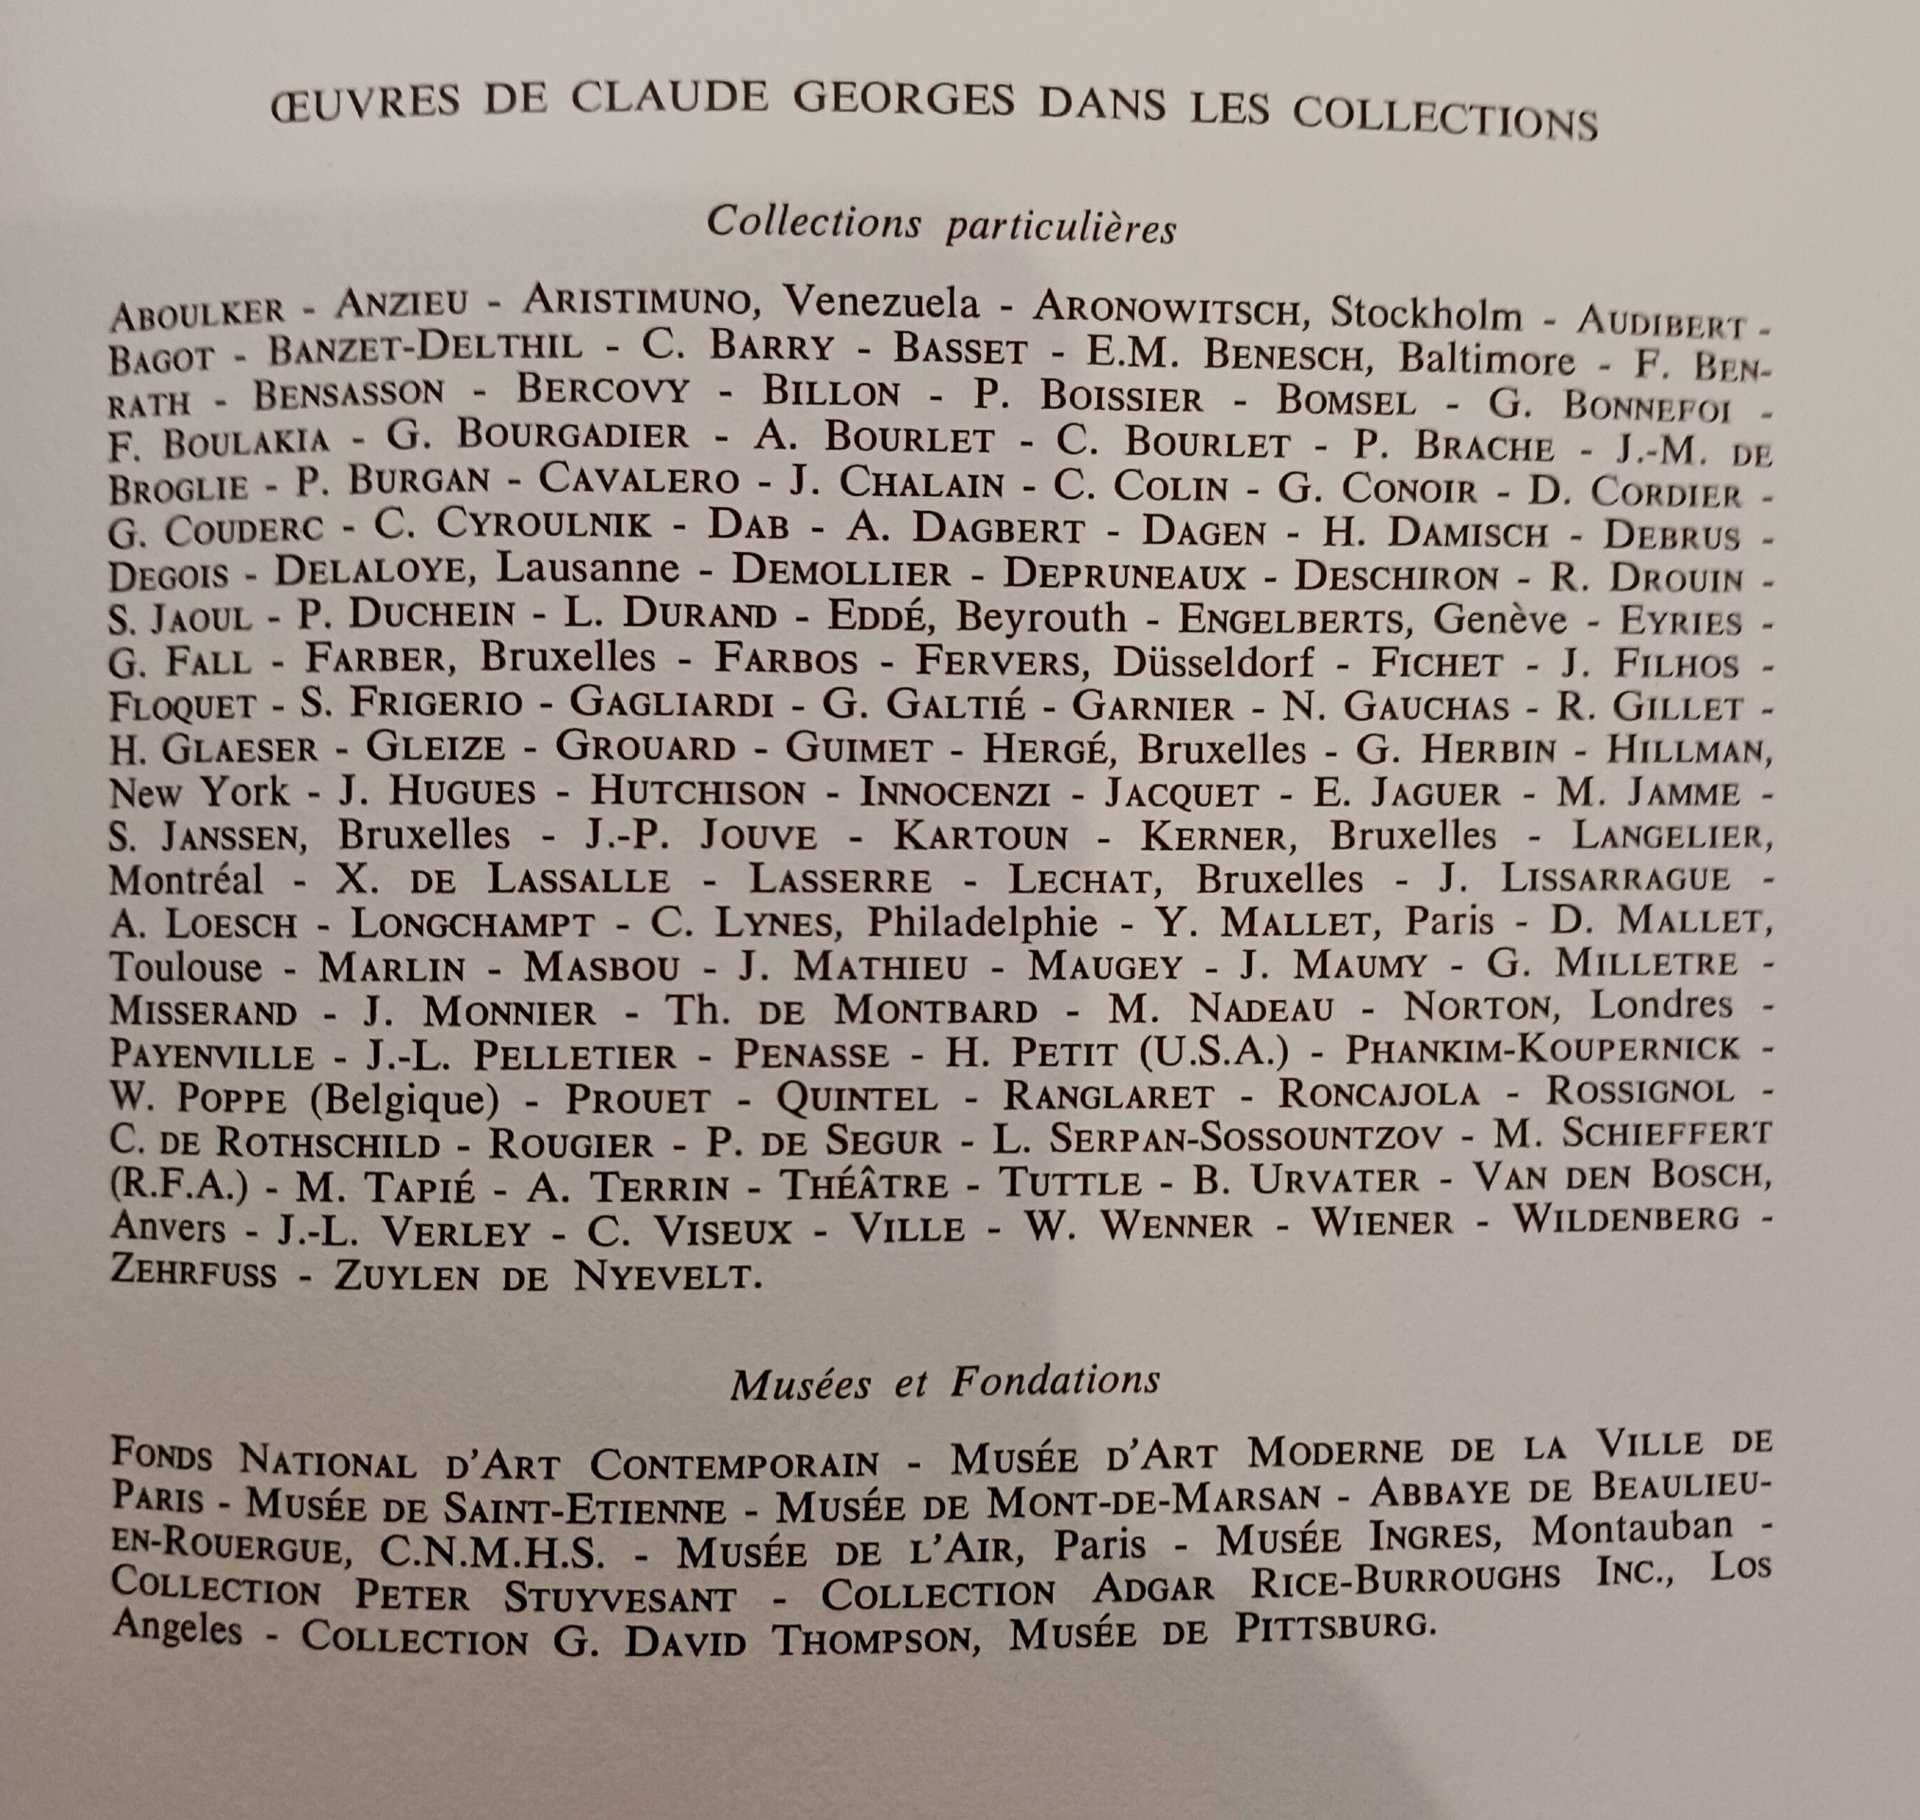 ŒUVRES DE CLAUDE GEORGES DANS LES COLLECTIONS
Collections particulières
ABOULKER - ANZIEU - ARISTIMUNO, Venezuela - ARONOWITSCH, Stockholm - AUDIBERT -
BAGOT - BANZET-DELTHIL - C. BARRY - BASSET - E.M. BENESCH, Baltimore - F. BEN-
RATH - BENSASSON - BERCOVY - BILLON - P. BOISSIER - BOMSEL - G. BONNEFOI -
F. BOULAKIA - G. BOURGADIER - A. BOURLET - C. BOURLET - P. BRACHE - J.-M. DE
BROGLIE - P. BURGAN - CAVALERO - J. CHALAIN - C. COLIN - G. CONOIR - D. CORDIER -
G. COUDERC - C. CYROULNIK - DAB - A. DAGBERT - DAGEN - H. DAMISCH - DEBRUS -
DEGOIS - DELALOYE, Lausanne - DEMOLLIER - DEPRUNEAUX - DESCHIRON - R. DROUIN -
S. JAOUL - P. DUCHEIN - L. DURAND - EDDÉ, Beyrouth - ENGELBERTS, Genève - EYRIES -
G. FALL - FARBER, Bruxelles - FARBOS - FERVERS, Düsseldorf - FICHET - J. FILHOS -
FLOQUET - S. FRIGERIO - GAGLIARDI - G. GALTIÉ - GARNIER - N. GAUCHAS - R. GILLET -
H. GLAESER - GLEIZE - GROUARD - GUIMET - HERGÉ, Bruxelles - G. HERBIN - HILLMAN,
New York - J. HUGUES - HUTCHISON - INNOCENZI - JACQUET - E. JAGUER - M. JAMME -
S. JANSSEN, Bruxelles - J.-P. JOUVE - KARTOUN - KERNER, Bruxelles - LANGELIER,
Montréal - X. DE LASSALLE - LASSERRE - LECHAT, Bruxelles - J. LISSARRAGUE -
A. LOESCH - LONGCHAMPT - C. LYNES, Philadelphie - Y. MALLET, Paris - D. MALLET,
Toulouse - MARLIN - MASBOU - J. MATHIEU - MAUGEY - J. MAUMY - G. MILLETRE -
MISSERAND - J. MONNIER - Th. DE MONTBARD - M. NADEAU - NORTON, Londres -
PAYENVILLE - J.-L. PELLETIER - PENASSE - H. PETIT (U.S.A.) - PHANKIM-KOUPERNICK -
W. POPPE (Belgique) - PROUET - QUINTEL - RANGLARET - RONCAJOLA - ROSSIGNOL -
C. DE ROTHSCHILD - ROUGIER - P. DE SEGUR - L. SERPAN-SOSSOUNTZOV - M. SCHIEFFERT
(R.F.A.) - M. TAPIÉ - A. TERRIN - THÉÂTRE - TUTTLE - B. URVATER - VAN DEN BOSCH,
Anvers - J.-L. VERLEY - C. VISEUX - VILLE - W. WENNER - WIENER - WILDENBERG -
ZEHRFUSS - ZUYLEN DE NYEVELT.
Musées et Fondations
FONDS NATIONAL D'ART CONTEMPORAIN - MUSÉE D'ART MODERNE DE LA VILLE DE
PARIS - MUSÉE DE SAINT-ETIENNE - MUSÉE DE MONT-DE-MARSAN - ABBAYE DE BEAULIEU-
EN-ROUERGUE, C.N.M.H.S. - MUSÉE DE L'AIR, Paris - MUSÉE INGRES, Montauban -
COLLECTION PETER STUYVESANT - COLLECTION ADGAR RICE-BURROUGHS INC., LOS
Angeles - COLLECTION G. DAVID THOMPSON, MUSÉE DE PITTSBURG.